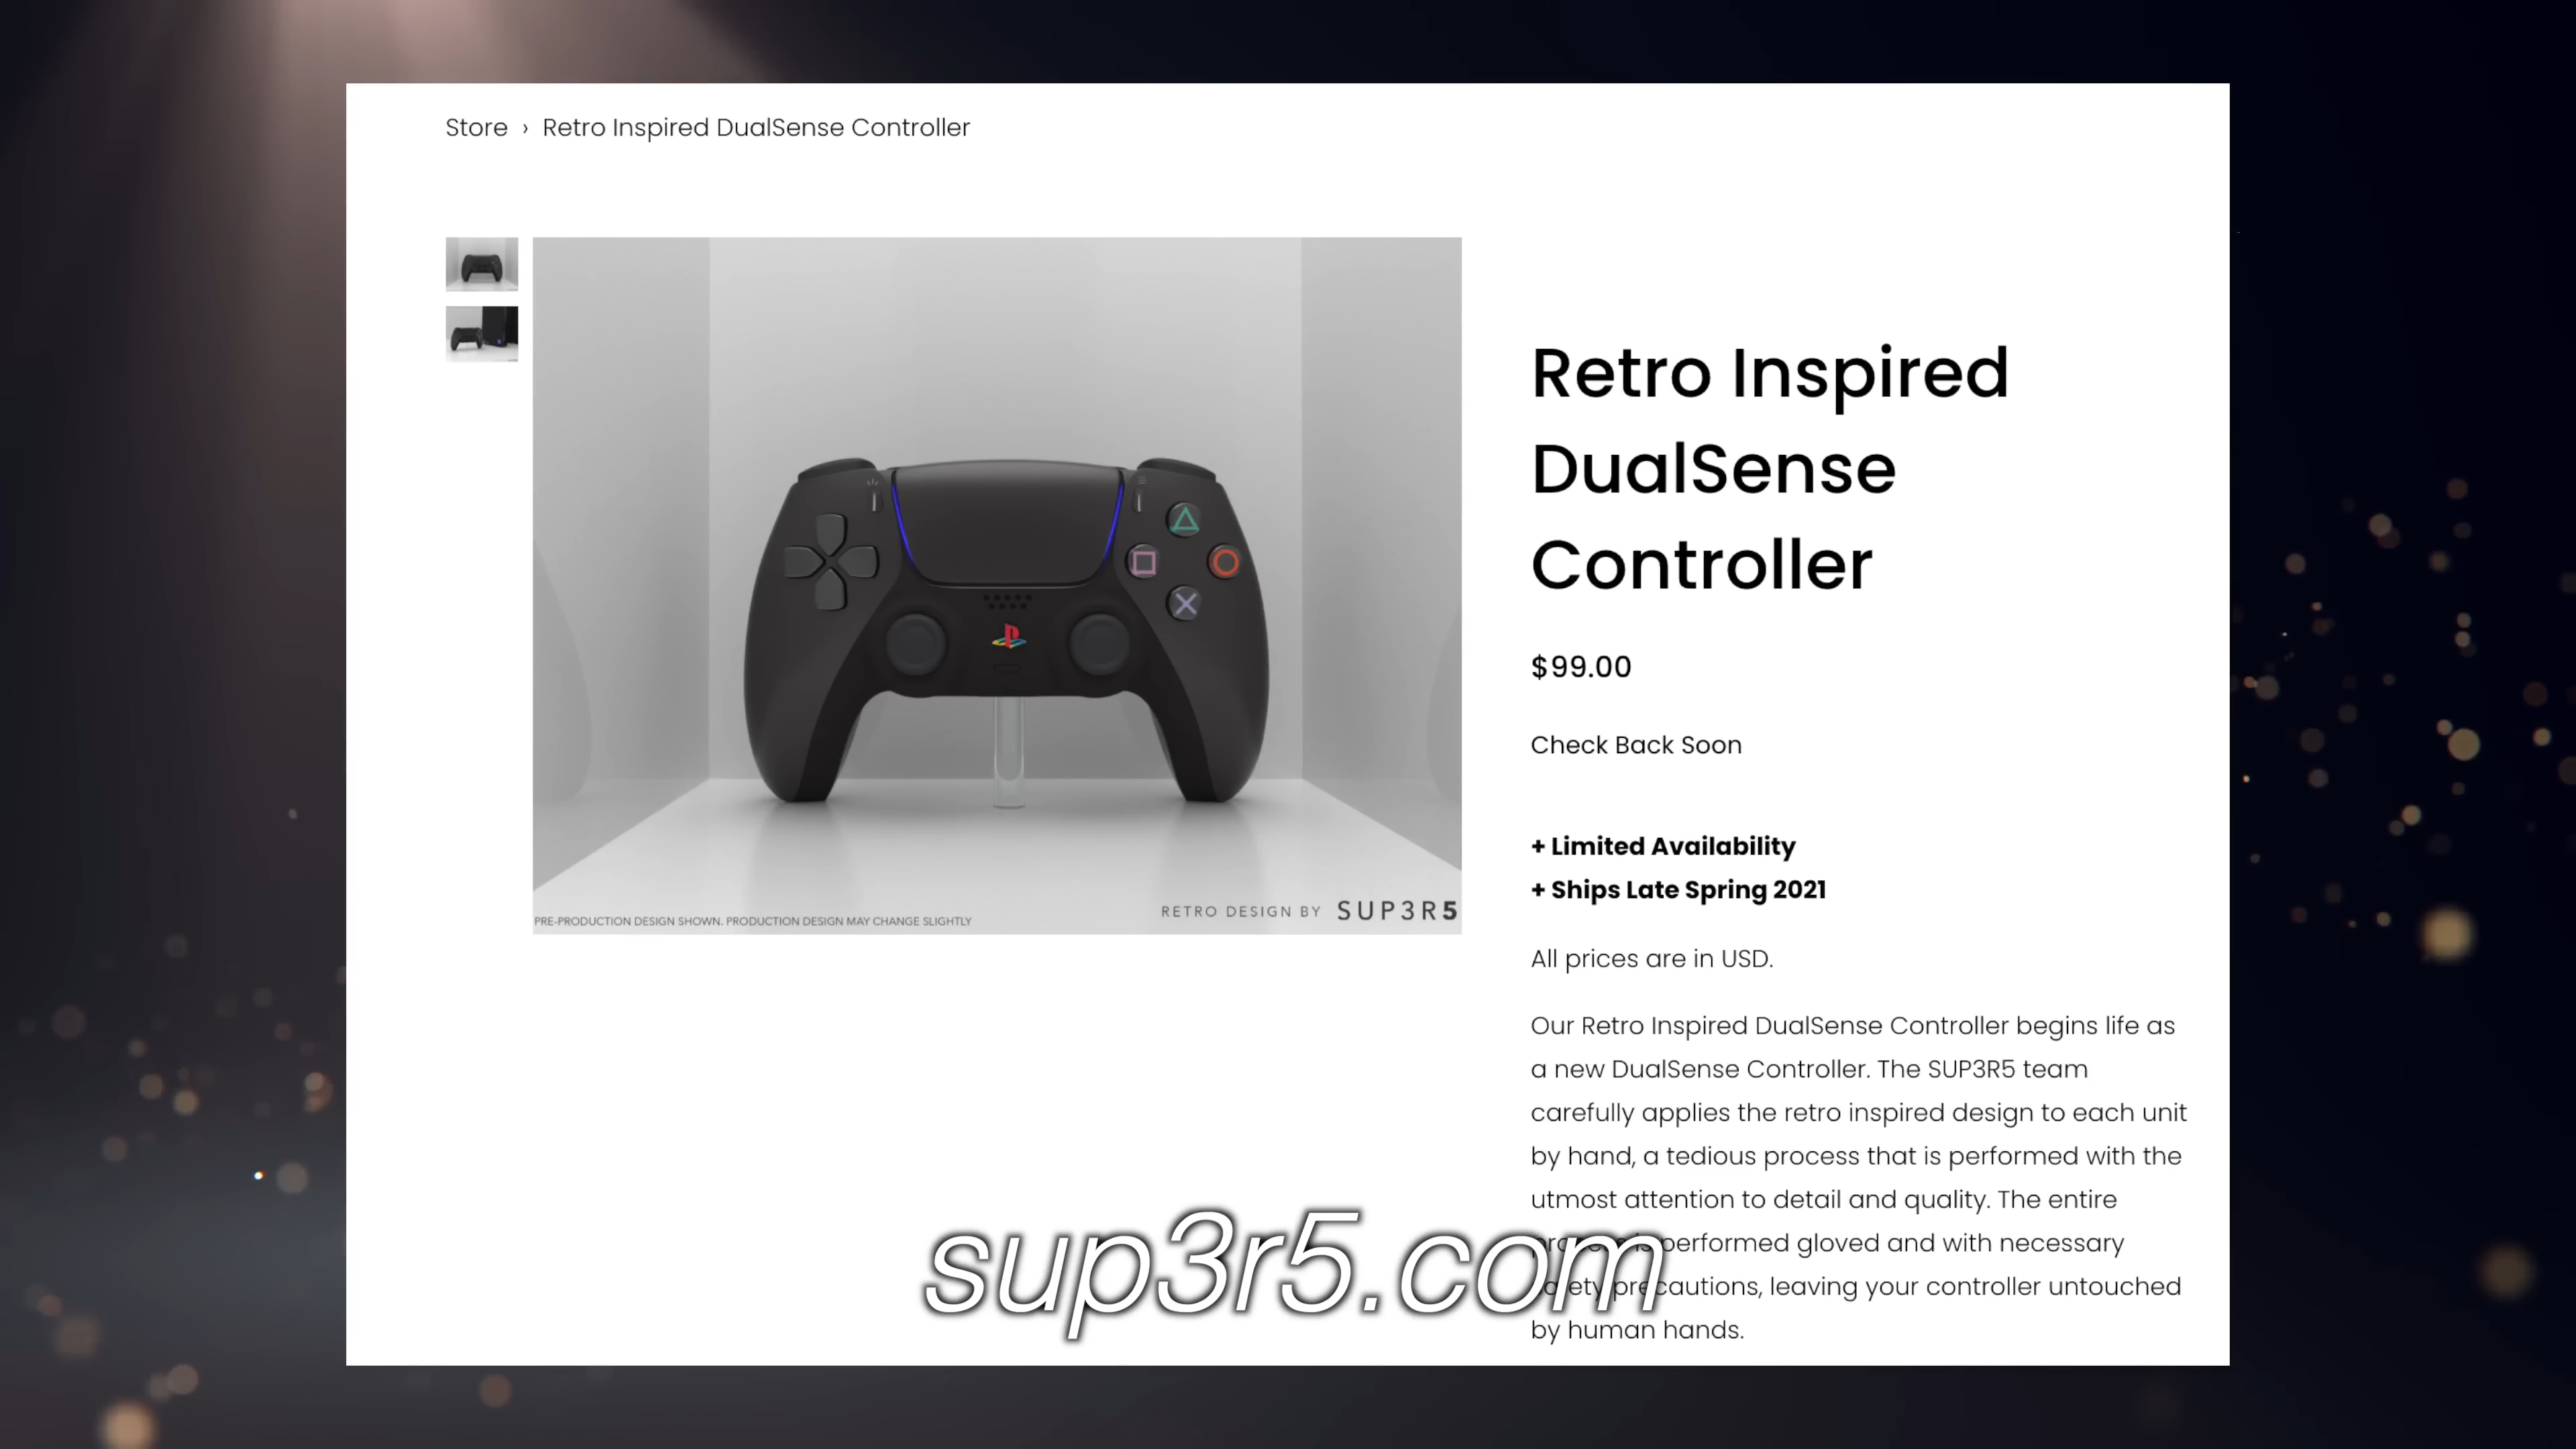 Store › Retro Inspired DualSense Controller
Retro Inspired
DualSense
Controller
$99.00
Check Back Soon
+ Limited Availability
+ Ships Late Spring 2021
All prices are in USD.
Our Retro Inspired DualSense Controller begins life as
a new DualSense Controller. The SUP3R5 team
carefully applies the retro inspired design to each unit
by hand, a tedious process that is performed with the
utmost attention to detail and quality. The entire
process is performed gloved and with necessary
safety precautions, leaving your controller untouched
by human hands.
PRE-PRODUCTION DESIGN SHOWN. PRODUCTION DESIGN MAY CHANGE SLIGHTLY
RETRO DESIGN BY SUP3R5
sup3r5.com